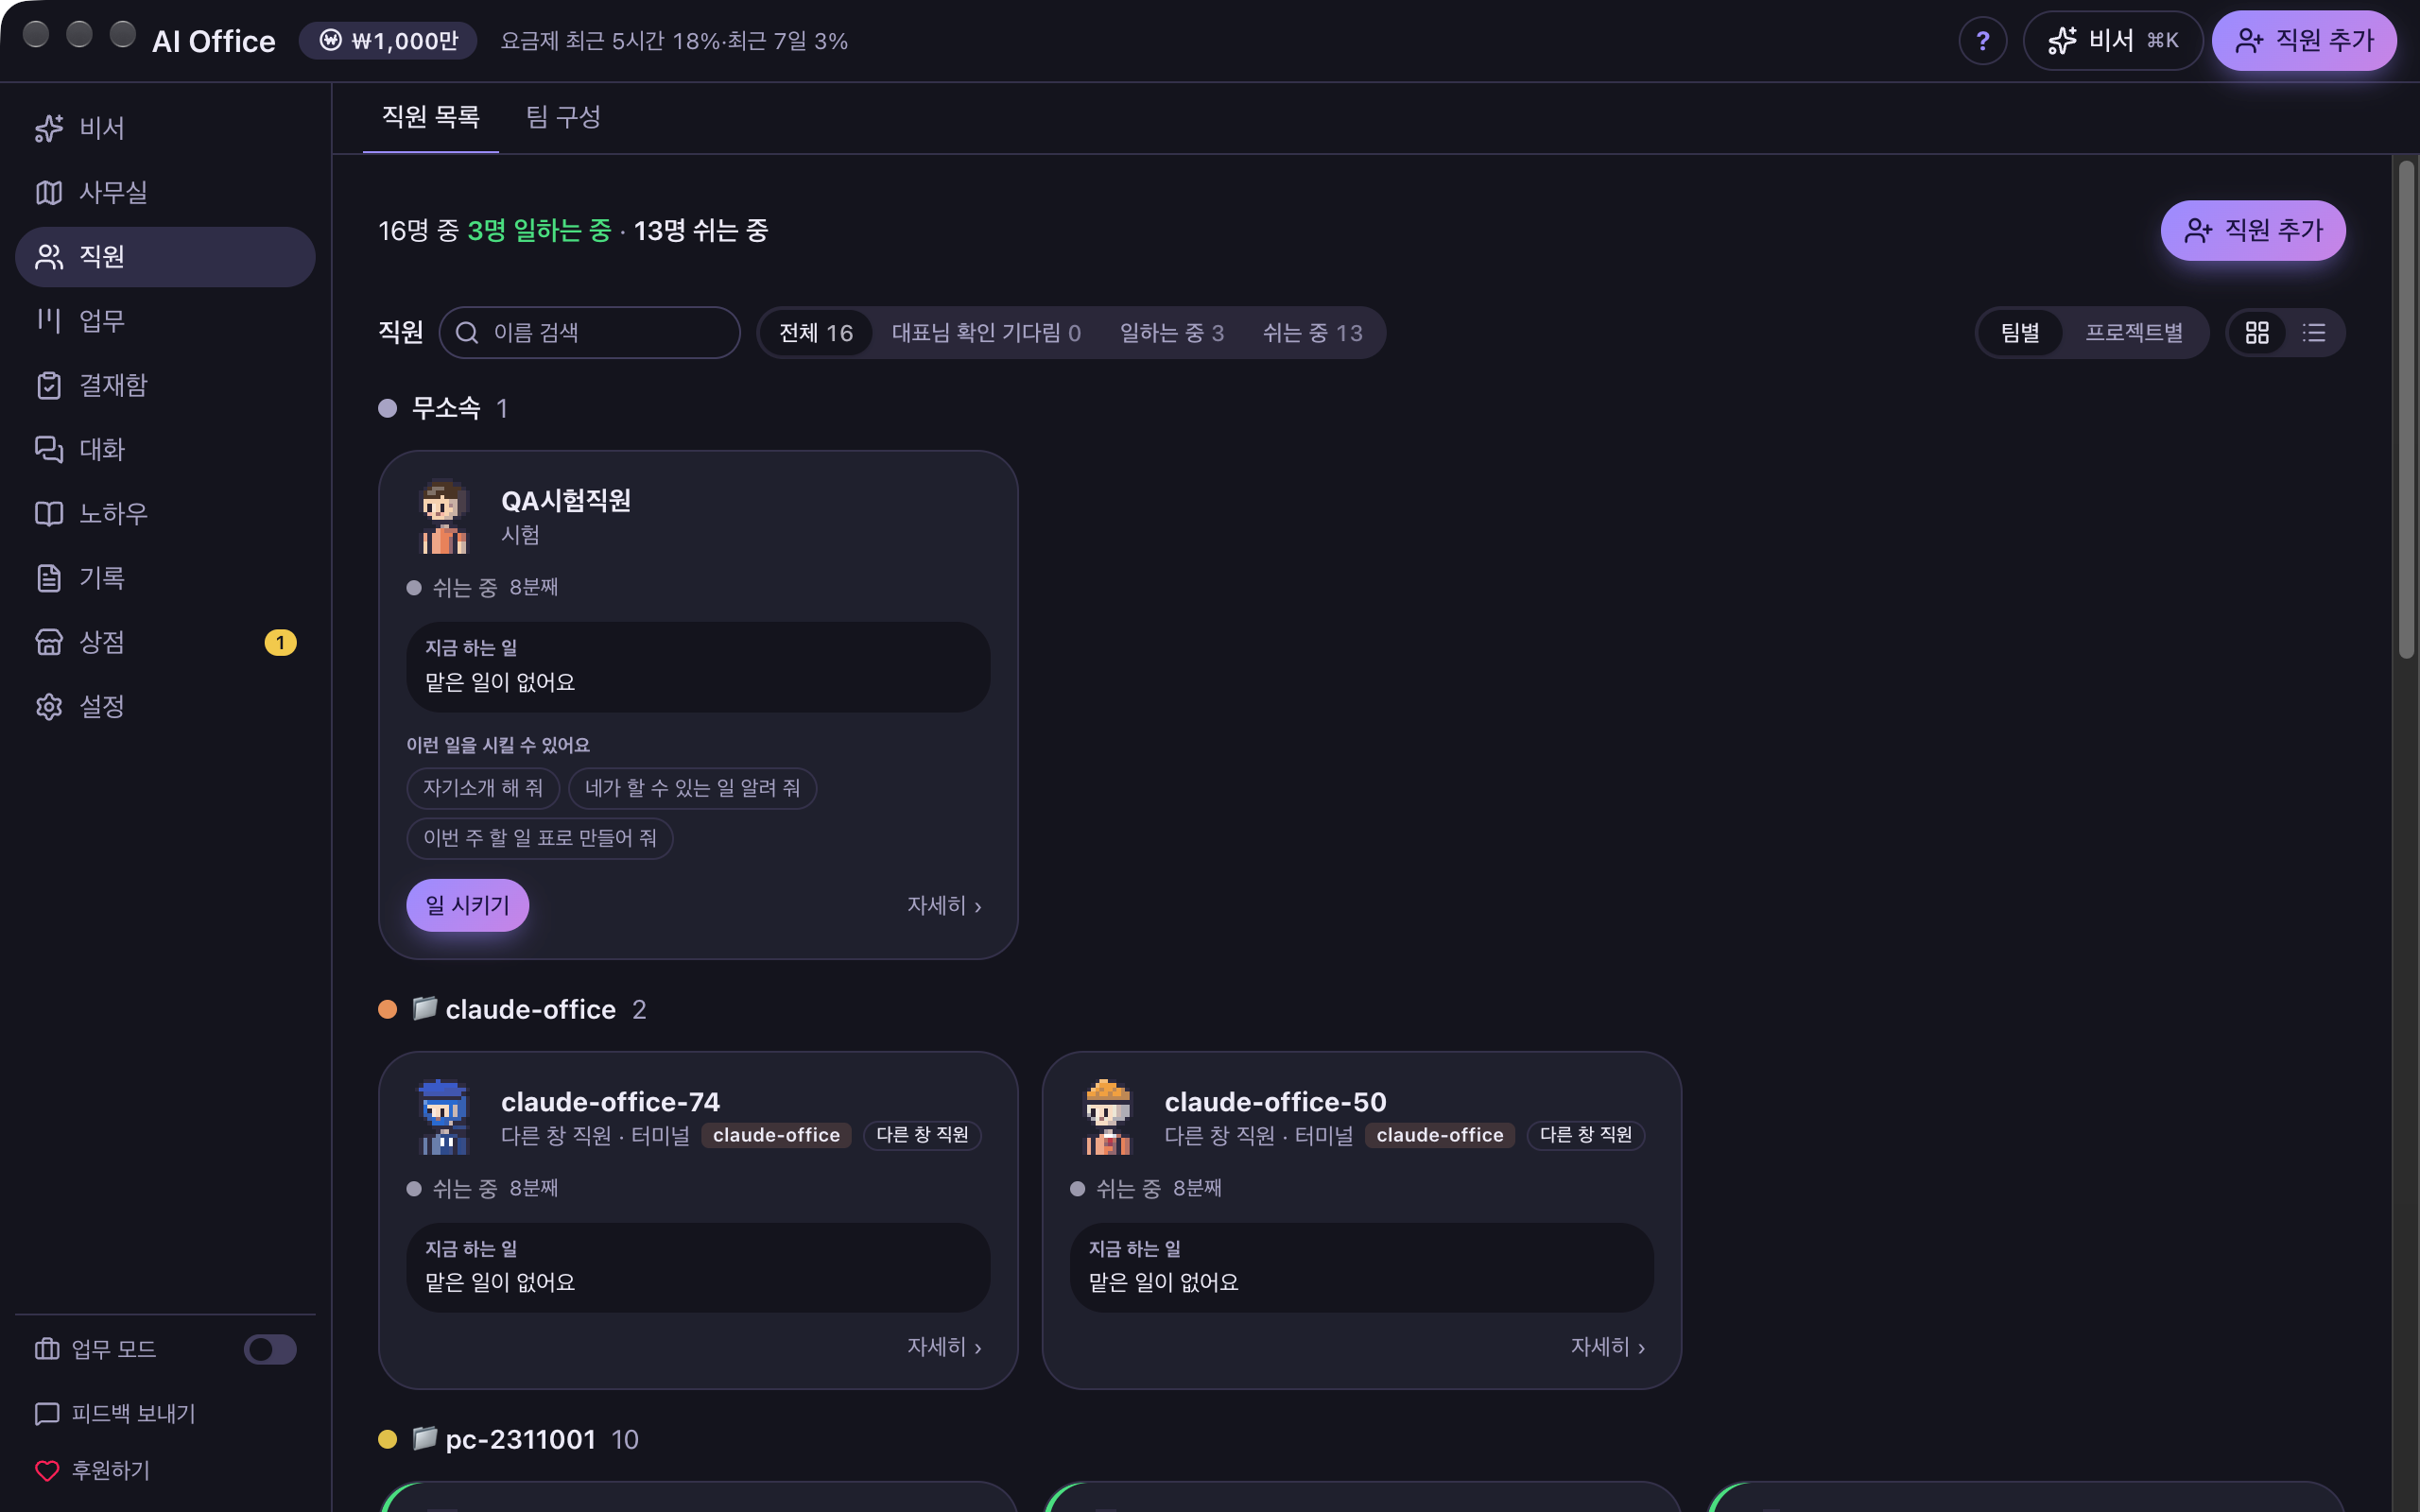 AI Office ₩1,000만 요금제 최근 5시간 18%·최근 7일 3% ? 비서 ⌘K 직원 추가
비서
사무실
직원
업무
결재함
대화
노하우
기록
상점 1
설정
업무 모드
피드백 보내기
후원하기
직원 목록 팀 구성
16명 중 3명 일하는 중 · 13명 쉬는 중 직원 추가
직원 이름 검색 전체 16 대표님 확인 기다림 0 일하는 중 3 쉬는 중 13 팀별 프로젝트별
무소속 1
QA시험직원
시험
쉬는 중 8분째
지금 하는 일
맡은 일이 없어요
이런 일을 시킬 수 있어요
자기소개 해 줘 네가 할 수 있는 일 알려 줘
이번 주 할 일 표로 만들어 줘
일 시키기 자세히 ›
claude-office 2
claude-office-74
다른 창 직원 · 터미널 claude-office 다른 창 직원
쉬는 중 8분째
지금 하는 일
맡은 일이 없어요
자세히 ›
claude-office-50
다른 창 직원 · 터미널 claude-office 다른 창 직원
쉬는 중 8분째
지금 하는 일
맡은 일이 없어요
자세히 ›
pc-2311001 10